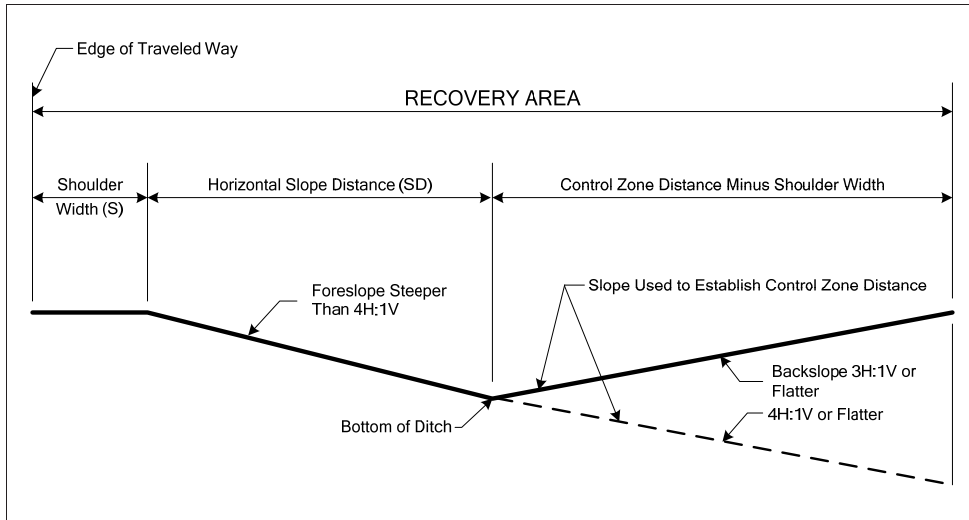 Edge of Traveled Way
RECOVERY AREA
Shoulder
Width (S)
Horizontal Slope Distance (SD)
Control Zone Distance Minus Shoulder Width
Foreslope Steeper
Than 4H:1V
Slope Used to Establish Control Zone Distance
Backslope 3H:1V or
Flatter
4H:1V or Flatter
Bottom of Ditch